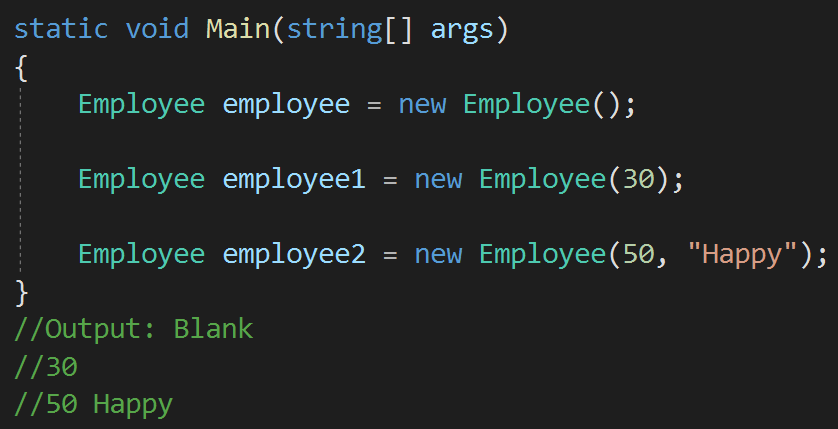 static void Main(string[] args)
{
Employee employee = new Employee();
Employee employee1 = new Employee(30);
Employee employee2 = new Employee(50, "Happy");
}
//Output: Blank
//30
//50 Happy